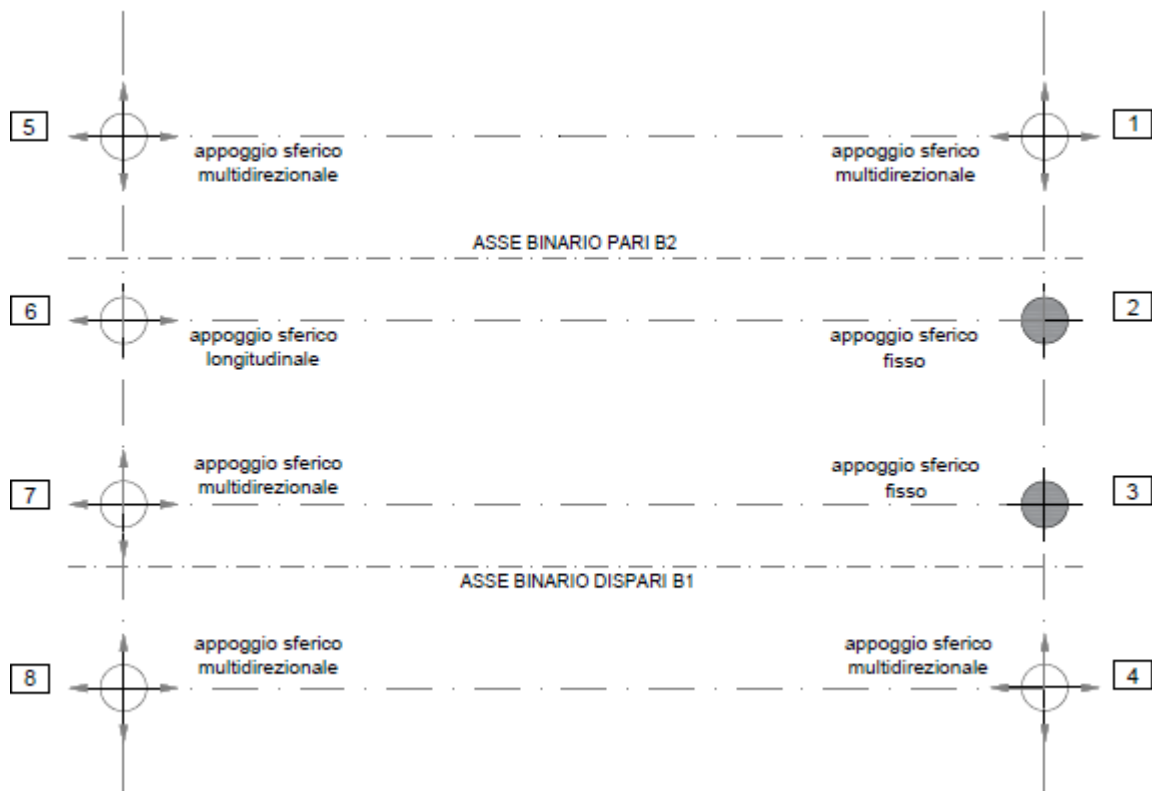 5
appoggio sferico
multidirezionale
appoggio sferico
multidirezionale
1
ASSE BINARIO PARI B2
6
appoggio sferico
longitudinale
appoggio sferico
fisso
2
7
appoggio sferico
multidirezionale
appoggio sferico
fisso
3
ASSE BINARIO DISPARI B1
8
appoggio sferico
multidirezionale
appoggio sferico
multidirezionale
4